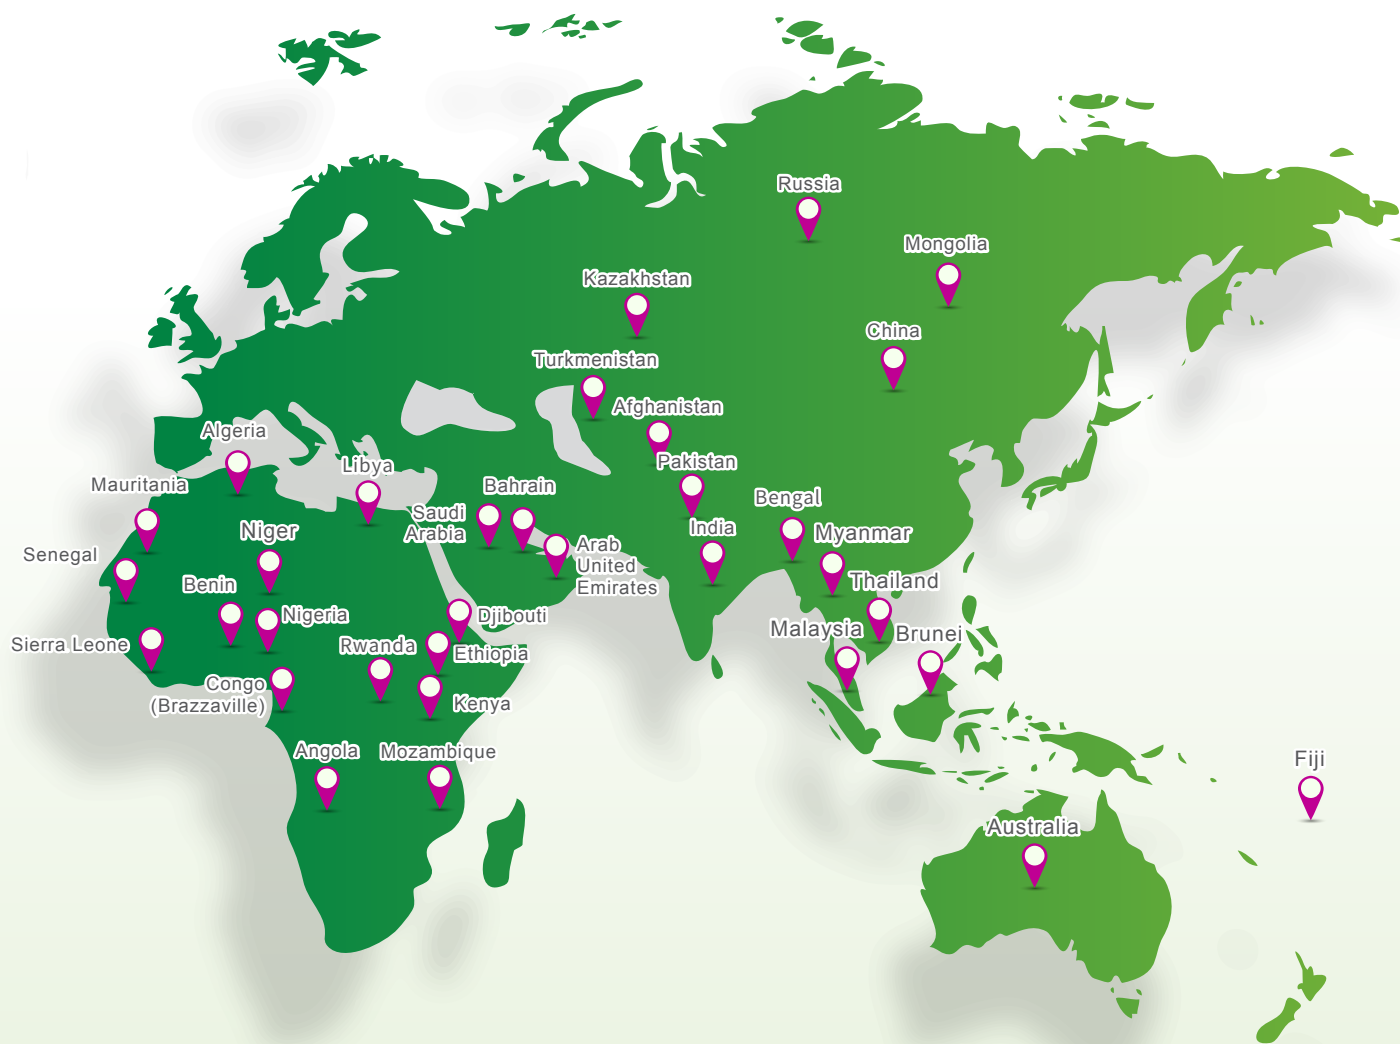 Russia
Mongolia
Kazakhstan
China
Turkmenistan
Afghanistan
Algeria
Libya
Pakistan
Mauritania
Bahrain
Bengal
Saudi
Arabia
Niger
India
Myanmar
Senegal
Arab
United
Emirates
Benin
Thailand
Nigeria
Djibouti
Malaysia
Brunei
Sierra Leone
Rwanda
Ethiopia
Congo
(Brazzaville)
Kenya
Angola
Mozambique
Fiji
Australia